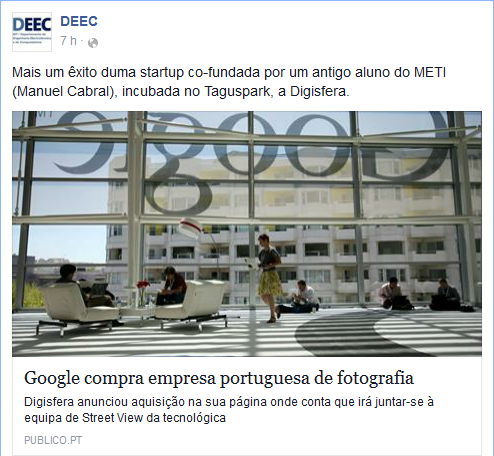 DEEC
DEEC
7 h ·
Mais um êxito duma startup co-fundada por um antigo aluno do METI
(Manuel Cabral), incubada no Taguspark, a Digisfera.
Google compra empresa portuguesa de fotografia
Digisfera anunciou aquisição na sua página onde conta que irá juntar-se à
equipa de Street View da tecnológica
PUBLICO.PT